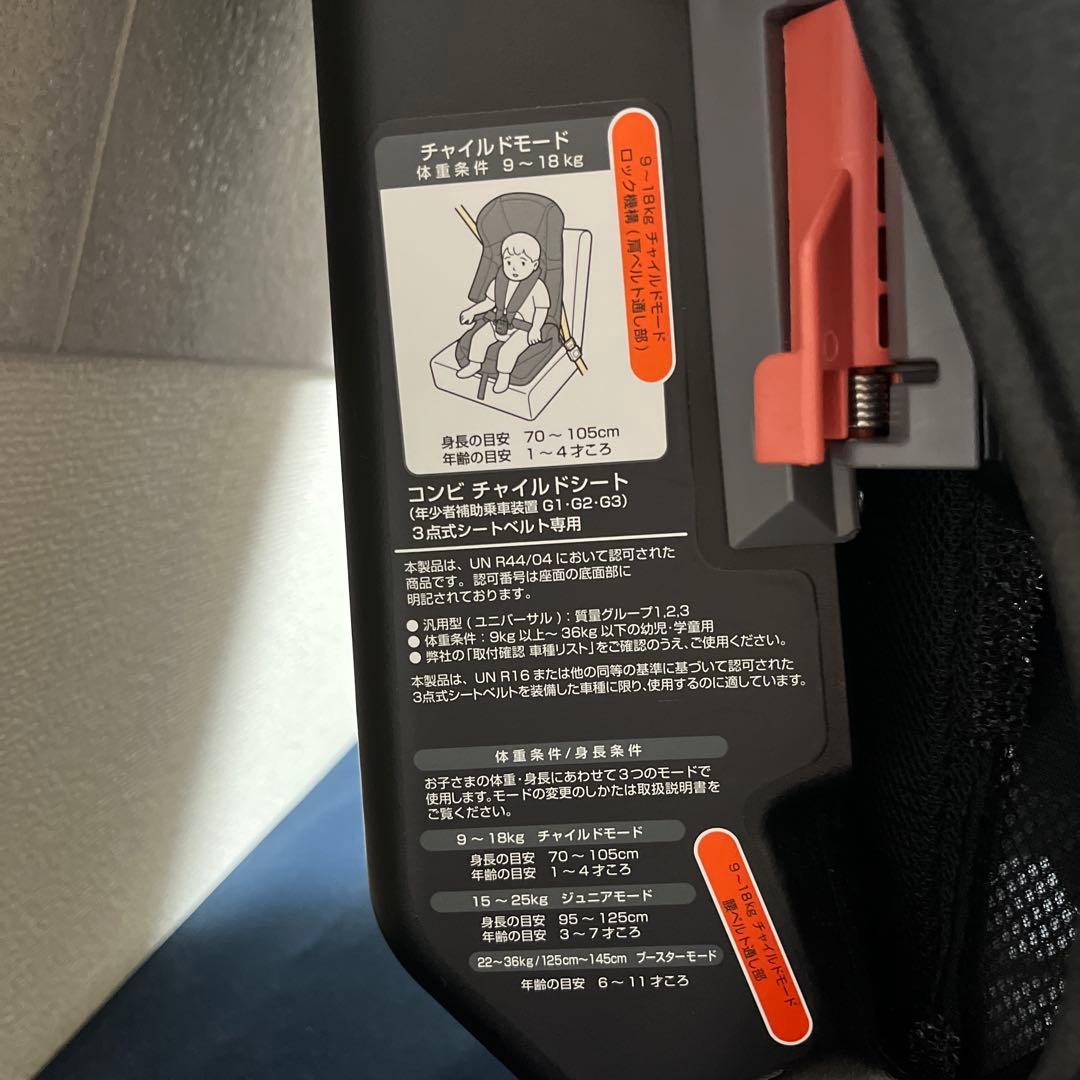 チャイルドモード
体重条件 9～18kg
9～18kg チャイルドモード
ロック機構(肩ベルト通し部)
身長の目安 70～105cm
年齢の目安 1～4才ころ
コンビ チャイルドシート
(年少者補助乗車装置 G1・G2・G3)
3点式シートベルト専用
本製品は、UN R44/04 において認可された
商品です。認可番号は座面の底面部に
明記されております。
● 汎用型(ユニバーサル):質量グループ1,2,3
● 体重条件:9kg 以上～36kg 以下の幼児・学童用
● 弊社の「取付確認 車種リスト」をご確認のうえ、ご使用ください。
本製品は、UN R16 または他の同等の基準に基づいて認可された
3点式シートベルトを装備した車種に限り、使用するのに適しています。
体重条件/身長条件
お子さまの体重・身長にあわせて3つのモードで
使用します。モードの変更のしかたは取扱説明書を
ご覧ください。
9～18kg チャイルドモード
身長の目安 70～105cm
年齢の目安 1～4才ころ
15～25kg ジュニアモード
身長の目安 95～125cm
年齢の目安 3～7才ころ
22～36kg/125cm～145cm ブースターモード
年齢の目安 6～11才ころ
9～18kg チャイルドモード
腰ベルト通し部